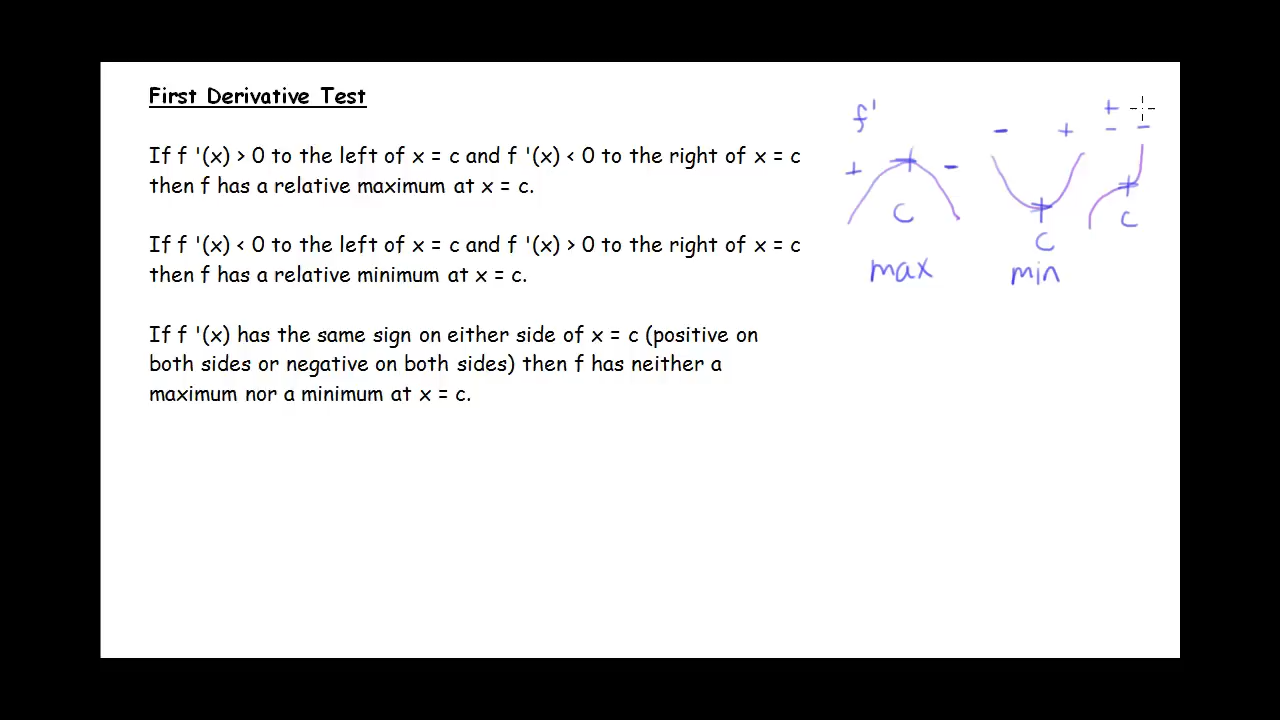 First Derivative Test
If f '(x) > 0 to the left of x = c and f '(x) < 0 to the right of x = c
then f has a relative maximum at x = c.
If f '(x) < 0 to the left of x = c and f '(x) > 0 to the right of x = c
then f has a relative minimum at x = c.
If f '(x) has the same sign on either side of x = c (positive on
both sides or negative on both sides) then f has neither a
maximum nor a minimum at x = c.
f'
+ -
c
max
- +
c
min
+
- -
c